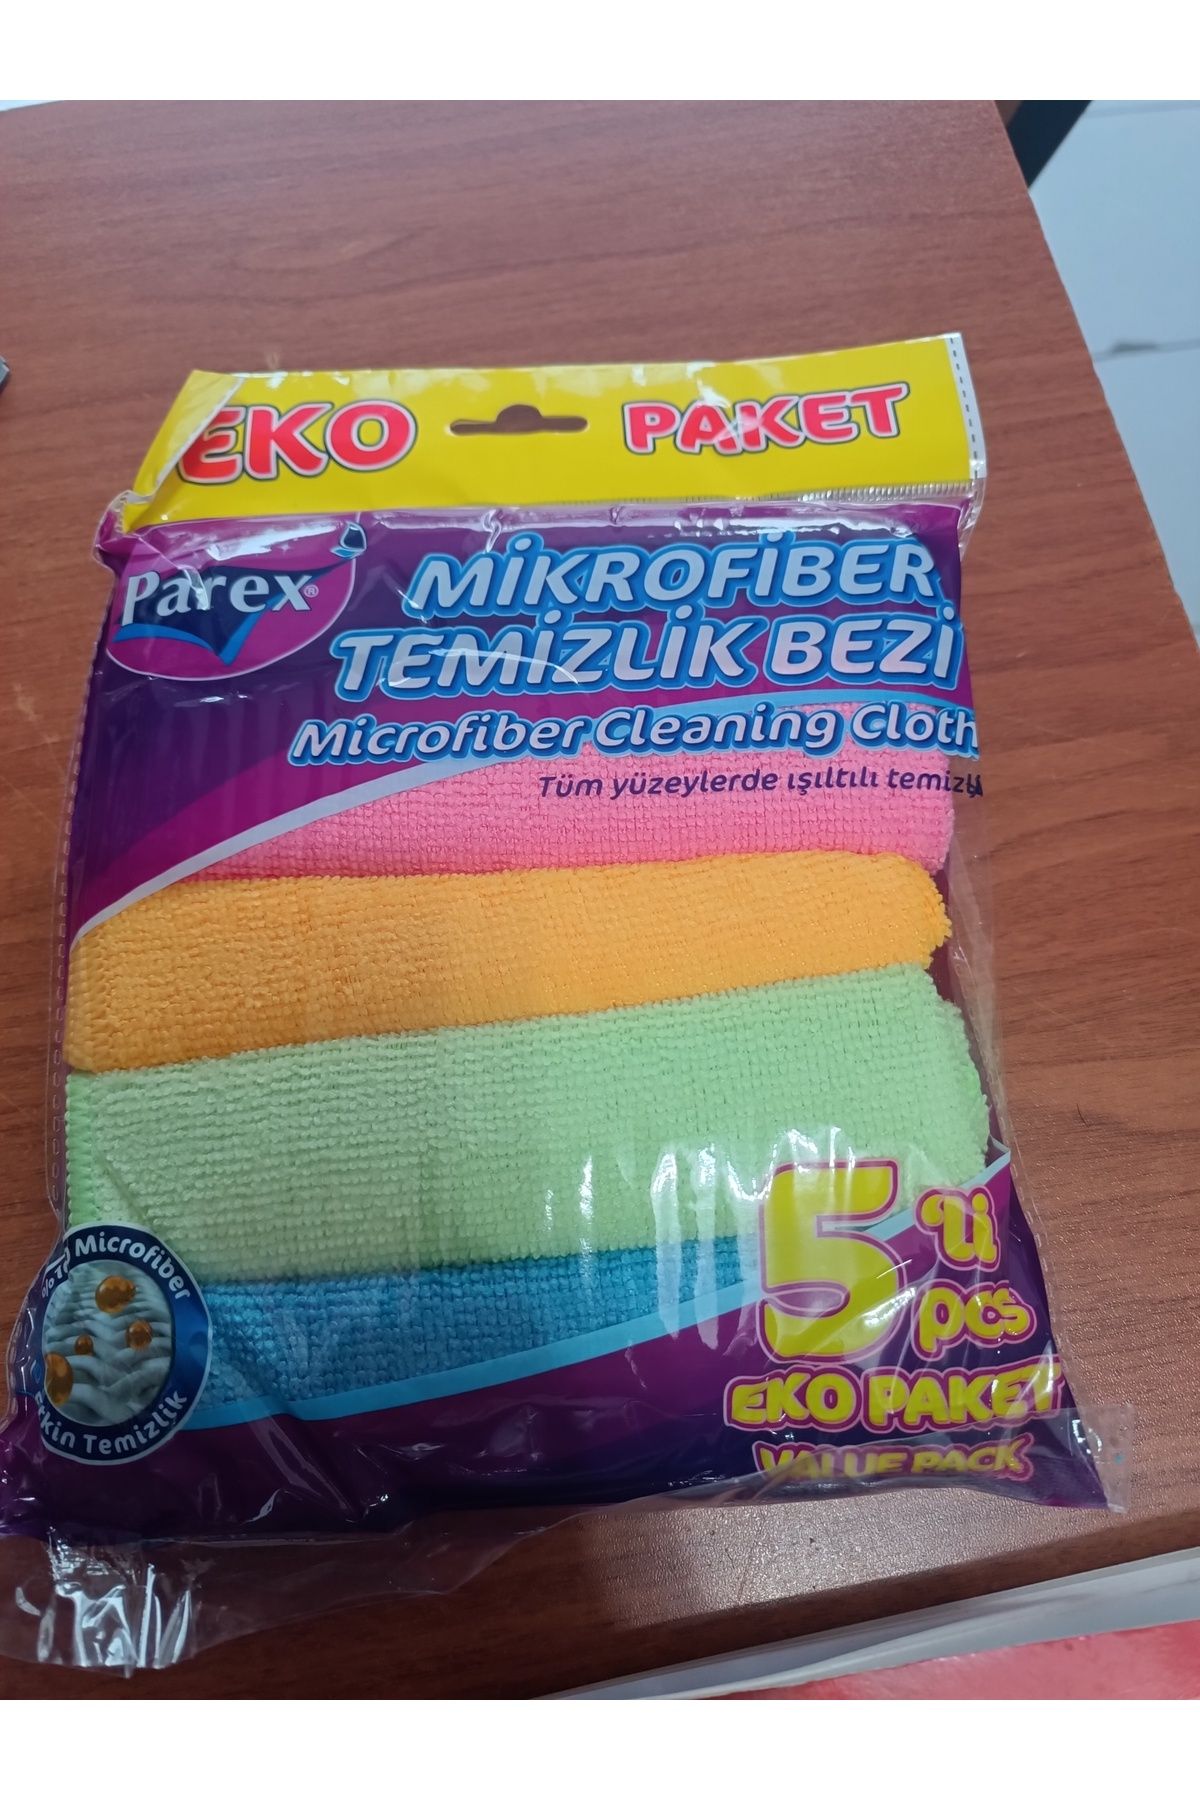 EKO PAKET
Parex®
MİKROFİBER
TEMİZLİK BEZİ
Microfiber Cleaning Cloth
Tüm yüzeylerde ışıltılı
Microfiber
Temizlik
5'li
pcs
EKO PAKET
VALUE PACK